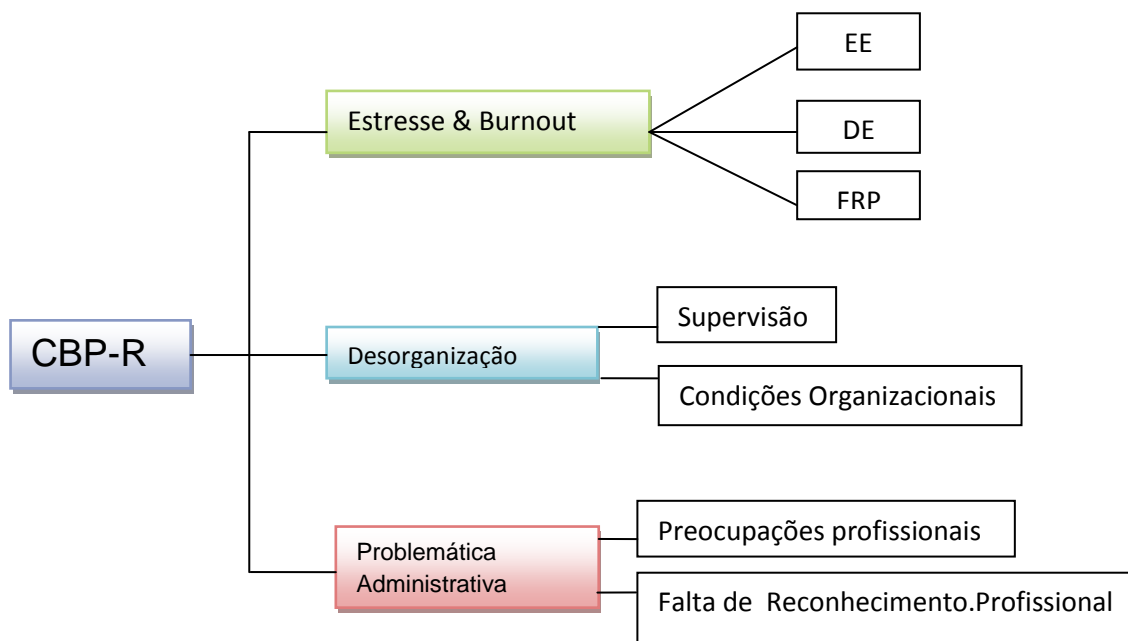 CBP-R
Estresse & Burnout
EE
DE
FRP
Desorganização
Supervisão
Condições Organizacionais
Problemática
Administrativa
Preocupações profissionais
Falta de Reconhecimento.Profissional